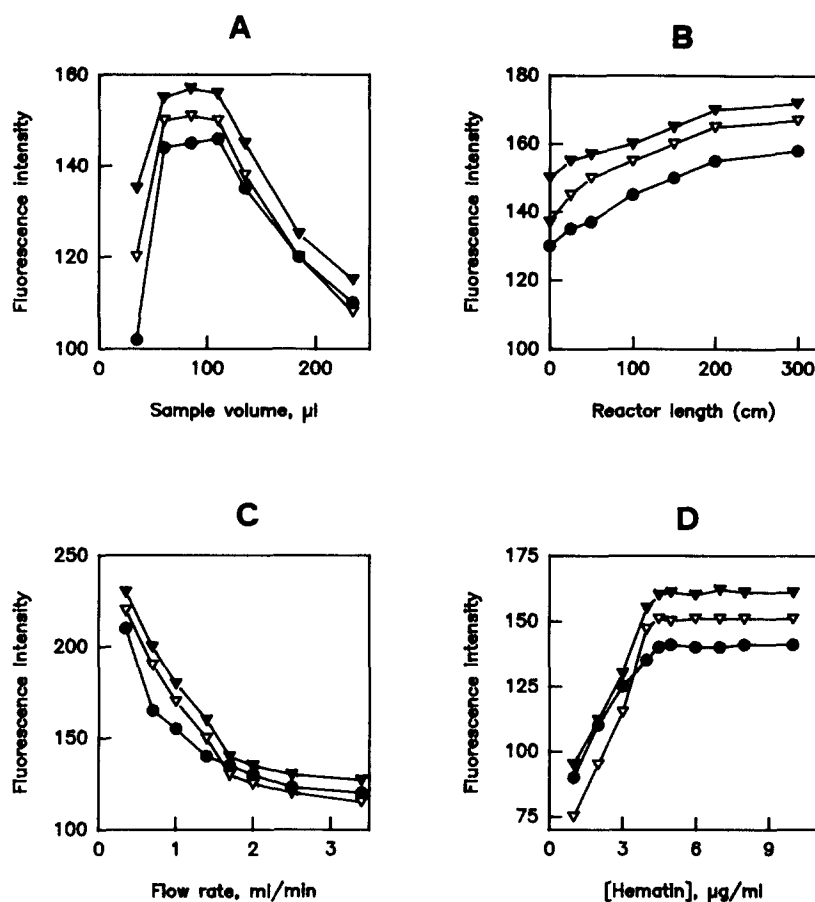 A
Fluorescence intensity
160
140
120
100
0
100
200
Sample volume, µl
B
Fluorescence intensity
180
160
140
120
100
0
100
200
300
Reactor length (cm)
C
Fluorescence intensity
250
200
150
100
0
1
2
3
Flow rate, ml/min
D
Fluorescence intensity
175
150
125
100
75
0
3
6
9
[Hematin], µg/ml